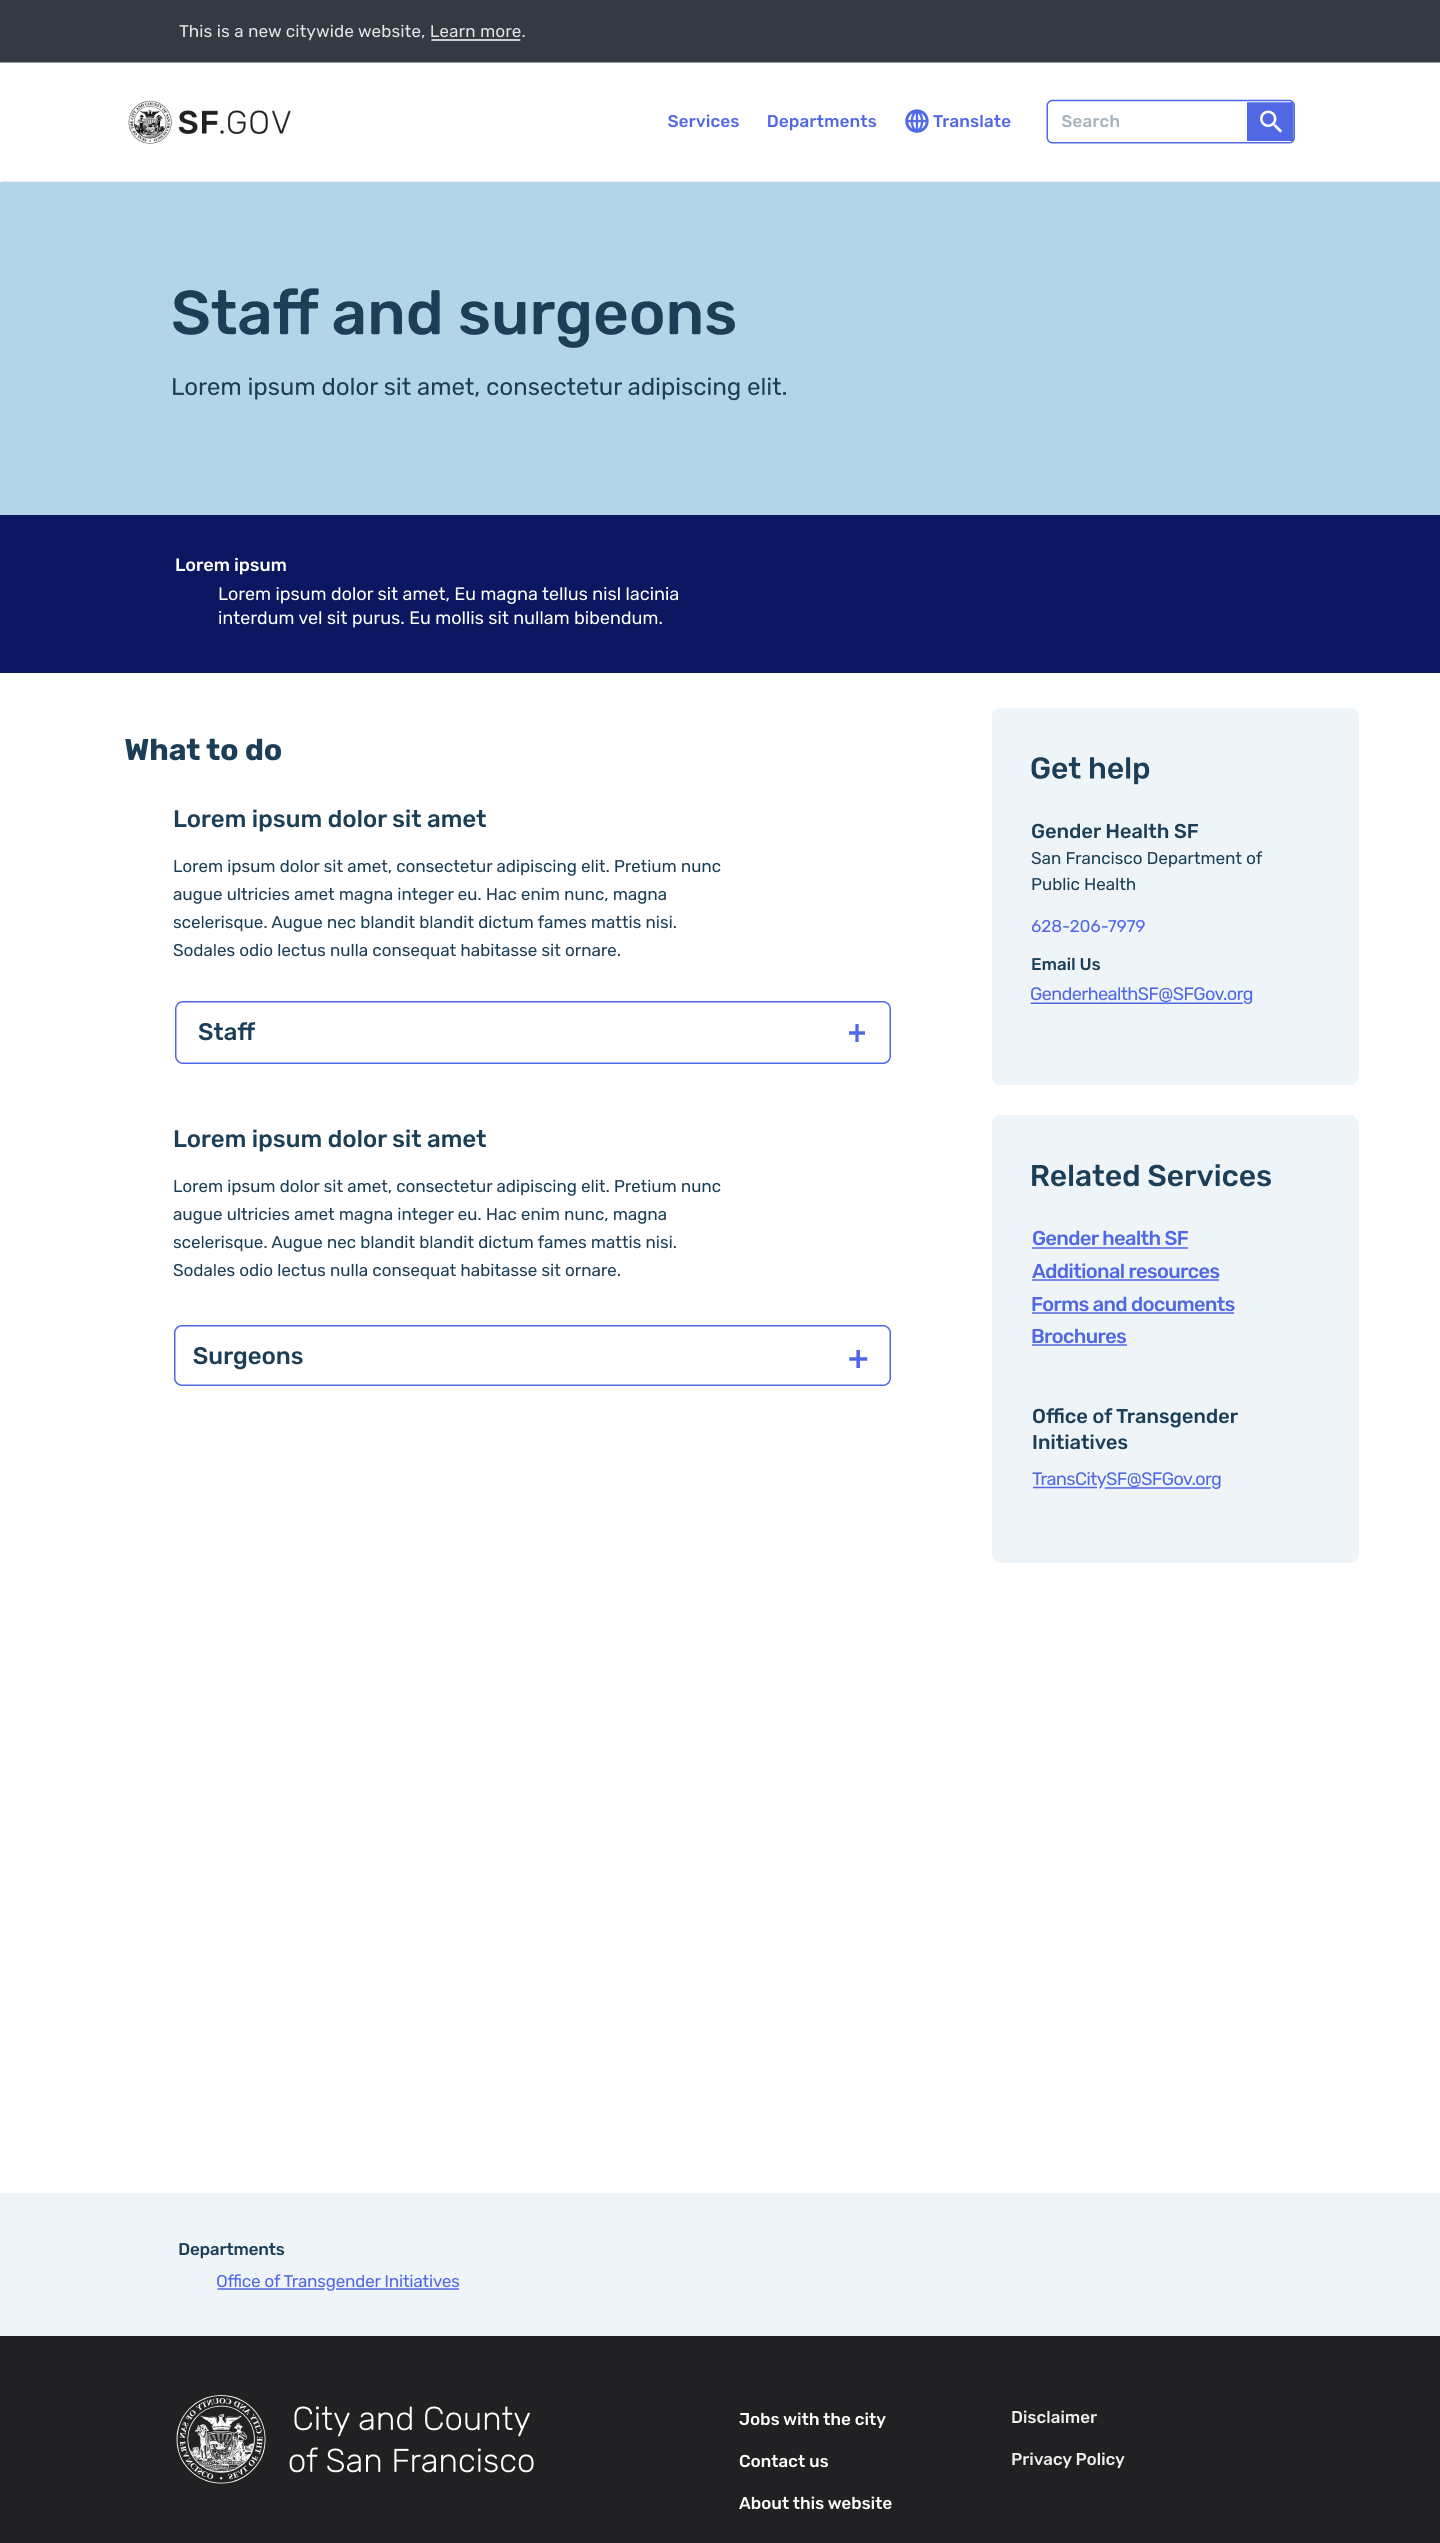 This is a new citywide website, Learn more.
SF.GOV
Services
Departments
Translate
Search
Staff and surgeons
Lorem ipsum dolor sit amet, consectetur adipiscing elit.
Lorem ipsum
Lorem ipsum dolor sit amet, Eu magna tellus nisl lacinia
interdum vel sit purus. Eu mollis sit nullam bibendum.
What to do
Lorem ipsum dolor sit amet
Lorem ipsum dolor sit amet, consectetur adipiscing elit. Pretium nunc
augue ultricies amet magna integer eu. Hac enim nunc, magna
scelerisque. Augue nec blandit blandit dictum fames mattis nisi.
Sodales odio lectus nulla consequat habitasse sit ornare.
Staff
Lorem ipsum dolor sit amet
Lorem ipsum dolor sit amet, consectetur adipiscing elit. Pretium nunc
augue ultricies amet magna integer eu. Hac enim nunc, magna
scelerisque. Augue nec blandit blandit dictum fames mattis nisi.
Sodales odio lectus nulla consequat habitasse sit ornare.
Surgeons
Get help
Gender Health SF
San Francisco Department of
Public Health
628-206-7979
Email Us
GenderhealthSF@SFGov.org
Related Services
Gender health SF
Additional resources
Forms and documents
Brochures
Office of Transgender
Initiatives
TransCitySF@SFGov.org
Departments
Office of Transgender Initiatives
SEAL OF THE CITY AND COUNTY OF SAN FRANCISCO
City and County
of San Francisco
Jobs with the city
Contact us
About this website
Disclaimer
Privacy Policy